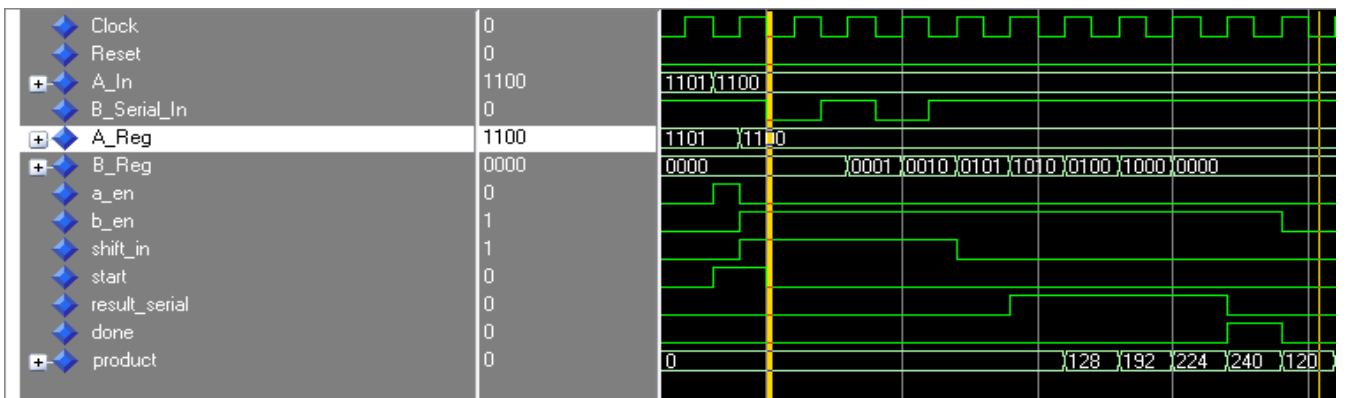 Clock 0
Reset 0
A_In 1100 1101 1100
B_Serial_In 0
A_Reg 1100 1101 1100
B_Reg 0000 0000 0001 0010 0101 1010 0100 1000 0000
a_en 0
b_en 1
shift_in 1
start 0
result_serial 0
done 0
product 0 0 128 192 224 240 120